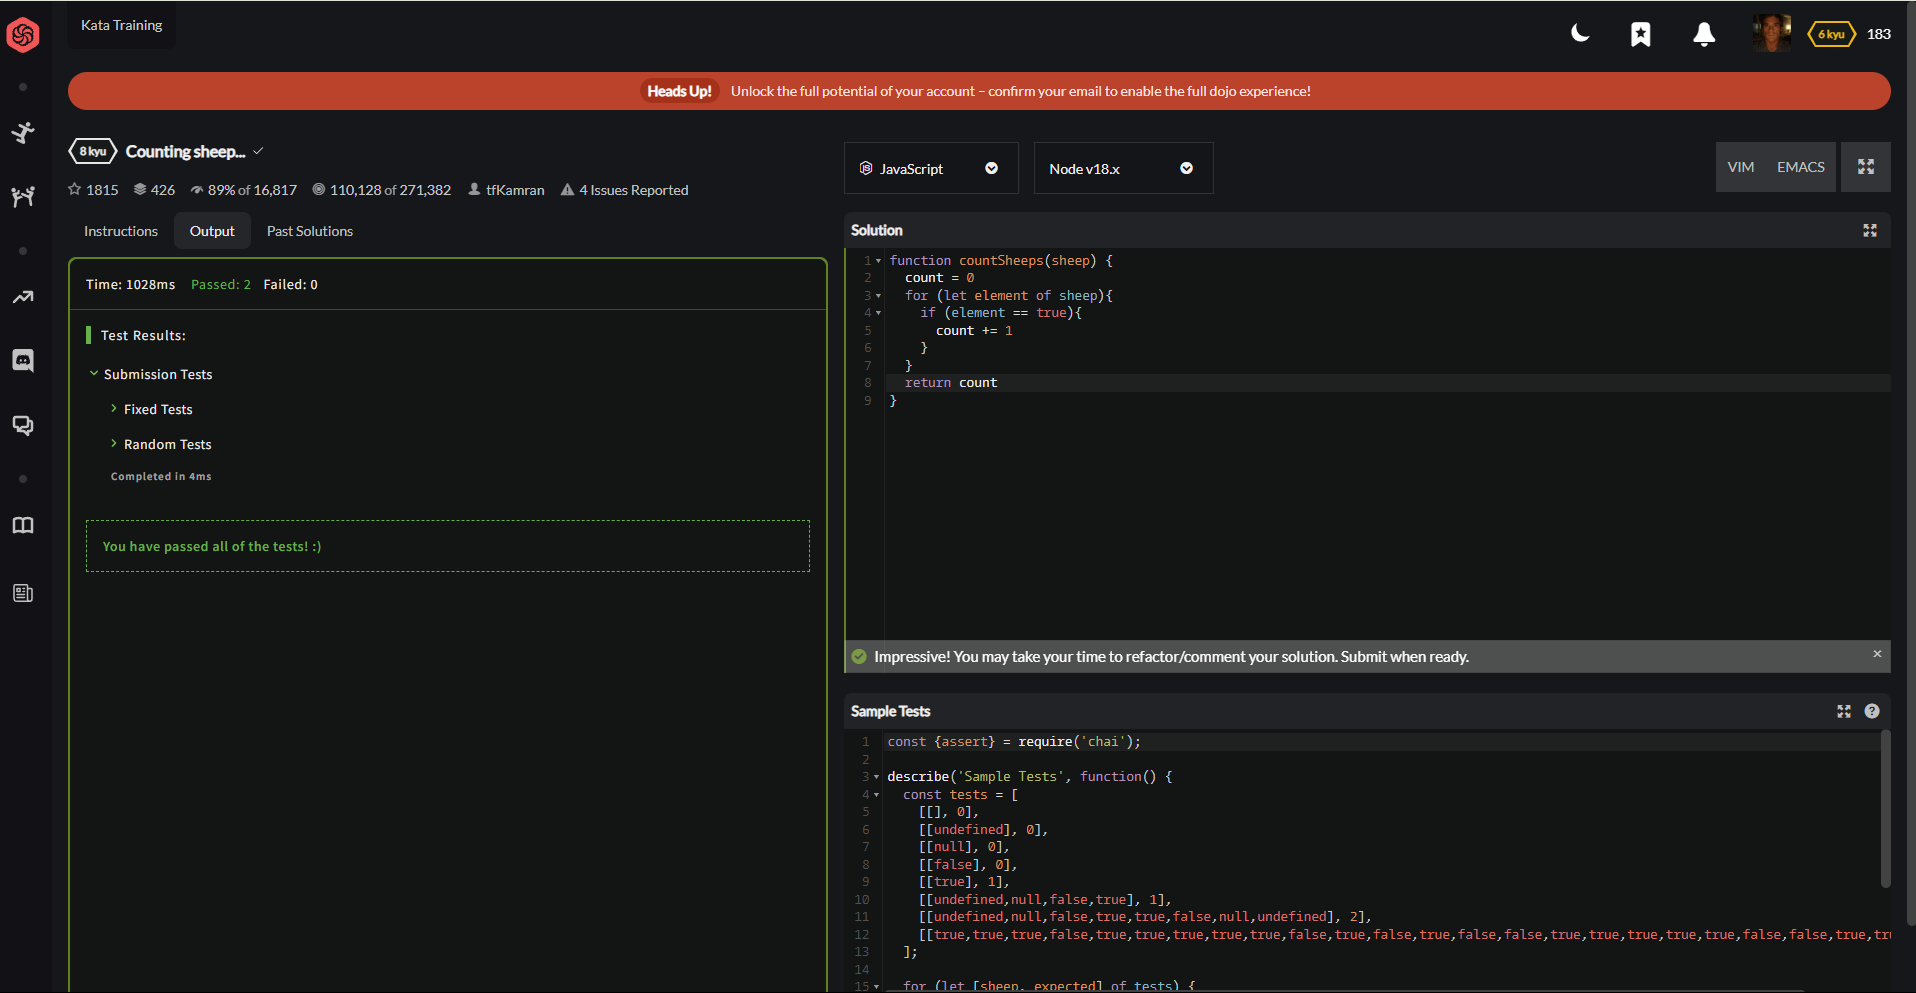 Kata Training
6 kyu 183
Heads Up! Unlock the full potential of your account – confirm your email to enable the full dojo experience!
8 kyu Counting sheep...
1815 426 89% of 16,817 110,128 of 271,382 tfKamran 4 Issues Reported
Instructions Output Past Solutions
Time: 1028ms Passed: 2 Failed: 0
Test Results:
Submission Tests
Fixed Tests
Random Tests
Completed in 4ms
You have passed all of the tests! :)
JavaScript Node v18.x VIM EMACS
Solution
1 function countSheeps(sheep) {
2 count = 0
3 for (let element of sheep){
4 if (element == true){
5 count += 1
6 }
7 }
8 return count
9 }
Impressive! You may take your time to refactor/comment your solution. Submit when ready. ×
Sample Tests ?
1 const {assert} = require('chai');
2
3 describe('Sample Tests', function() {
4 const tests = [
5 [[], 0],
6 [[undefined], 0],
7 [[null], 0],
8 [[false], 0],
9 [[true], 1],
10 [[undefined,null,false,true], 1],
11 [[undefined,null,false,true,true,false,null,undefined], 2],
12 [[true,true,true,false,true,true,true,true,true,false,true,false,true,false,false,true,true,true,true,true,false,false,true,tr
13 ];
14
15 for (let [sheep, expected] of tests) {